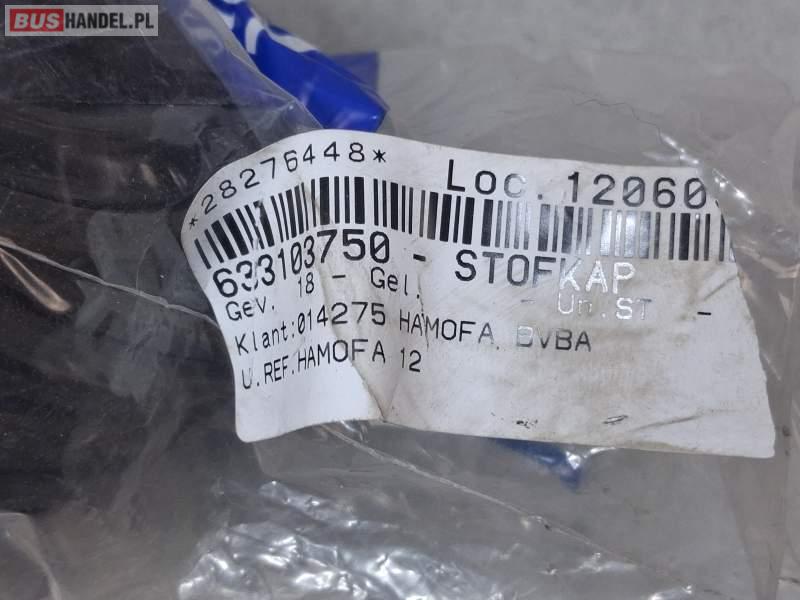 BUSHANDEL.PL
*28276448* Loc. 12060
633103750 - STOFKAP
Gev. 18 - Gel. - Un.ST -
Klant:014275 HAMOFA BVBA
U.REF.HAMOFA 12